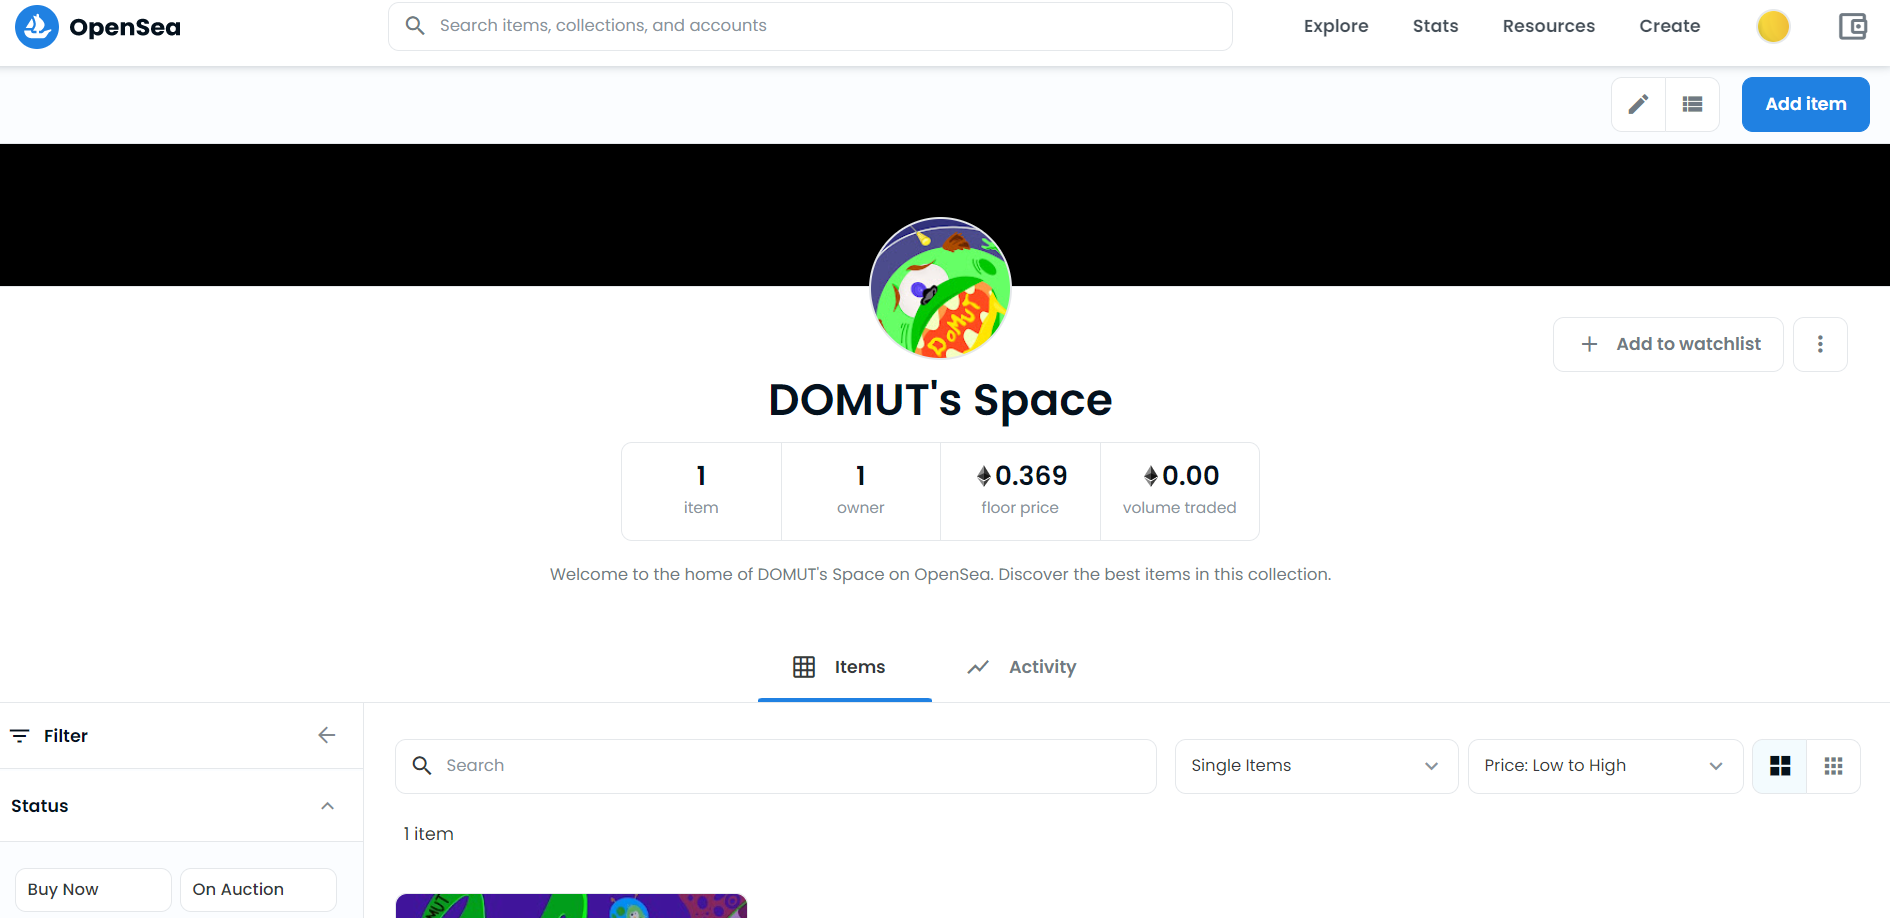 OpenSea
Search items, collections, and accounts
Explore
Stats
Resources
Create
Add item
DOMUT
Add to watchlist
DOMUT's Space
1
item
1
owner
0.369
floor price
0.00
volume traded
Welcome to the home of DOMUT's Space on OpenSea. Discover the best items in this collection.
Items
Activity
Filter
Search
Single Items
Price: Low to High
Status
1 item
Buy Now
On Auction
MUT